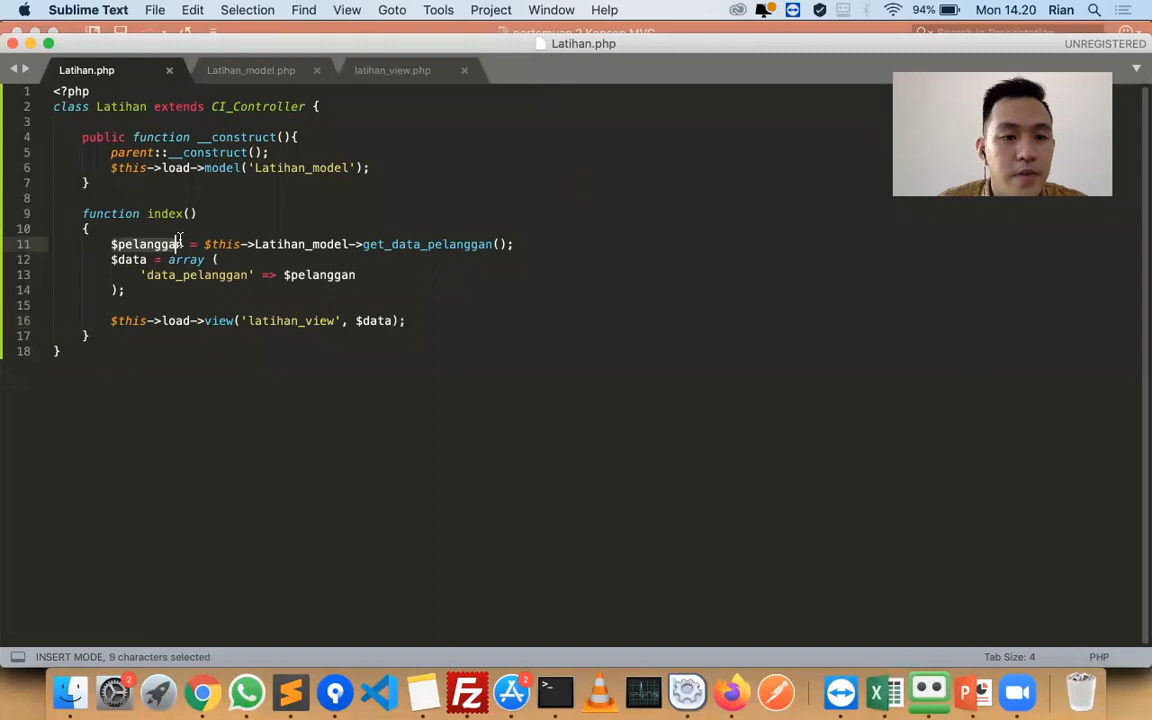 Sublime Text File Edit Selection Find View Goto Tools Project Window Help 94% Mon 14.20 Rian
Latihan.php UNREGISTERED
Latihan.php × Latihan_model.php × latihan_view.php ×
1 <?php
2 class Latihan extends CI_Controller {
3
4 public function __construct(){
5 parent::__construct();
6 $this->load->model('Latihan_model');
7 }
8
9 function index()
10 {
11 $pelanggan = $this->Latihan_model->get_data_pelanggan();
12 $data = array (
13 'data_pelanggan' => $pelanggan
14 );
15
16 $this->load->view('latihan_view', $data);
17 }
18 }
INSERT MODE, 9 characters selected Tab Size: 4 PHP